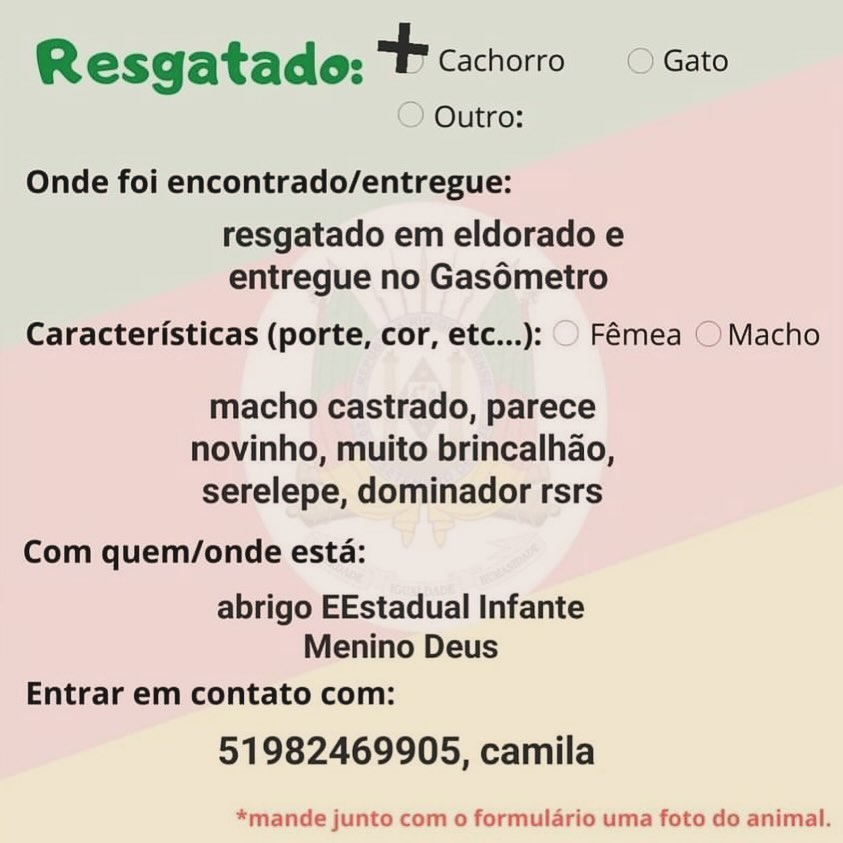 Resgatado: + Cachorro Gato
Outro:
Onde foi encontrado/entregue:
resgatado em eldorado e
entregue no Gasômetro
Características (porte, cor, etc...): Fêmea Macho
macho castrado, parece
novinho, muito brincalhão,
serelepe, dominador rsrs
Com quem/onde está:
abrigo EEstadual Infante
Menino Deus
Entrar em contato com:
51982469905, camila
*mande junto com o formulário uma foto do animal.
IGUALDADE HUMANIDADE